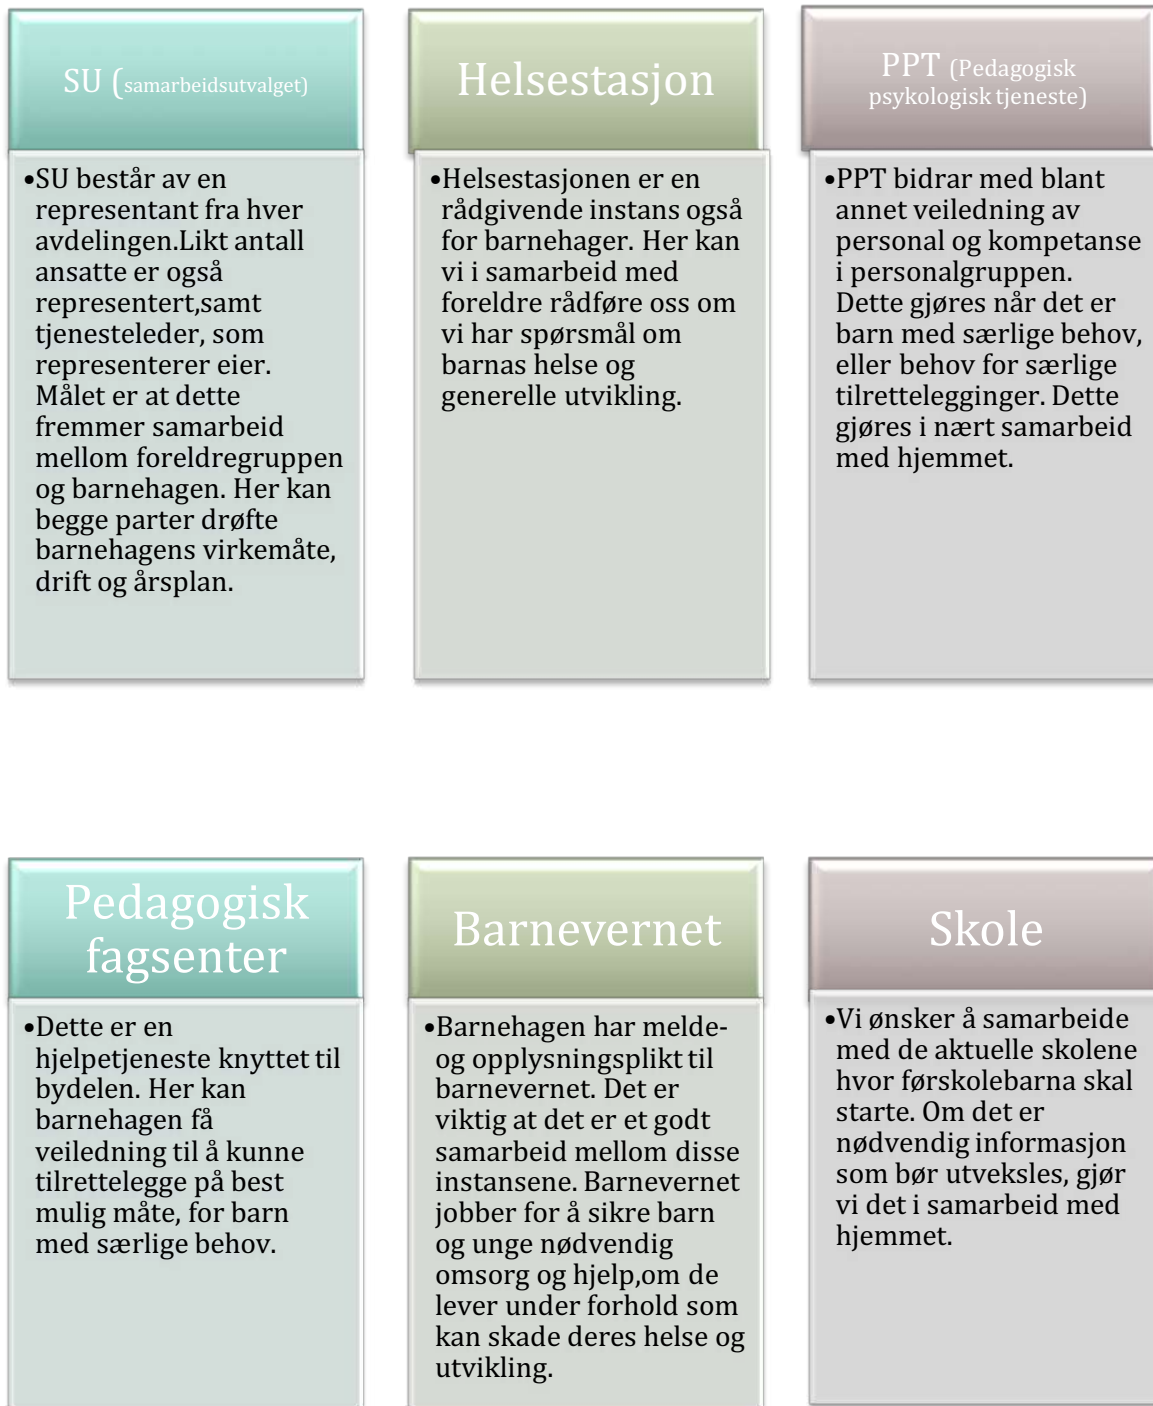 SU (samarbeidsutvalget)
•SU består av en
representant fra hver
avdelingen.Likt antall
ansatte er også
representert,samt
tjenesteleder, som
representerer eier.
Målet er at dette
fremmer samarbeid
mellom foreldregruppen
og barnehagen. Her kan
begge parter drøfte
barnehagens virkemåte,
drift og årsplan.
Helsestasjon
•Helsestasjonen er en
rådgivende instans også
for barnehager. Her kan
vi i samarbeid med
foreldre rådføre oss om
vi har spørsmål om
barnas helse og
generelle utvikling.
PPT (Pedagogisk
psykologisk tjeneste)
•PPT bidrar med blant
annet veiledning av
personal og kompetanse
i personalgruppen.
Dette gjøres når det er
barn med særlige behov,
eller behov for særlige
tilrettelegginger. Dette
gjøres i nært samarbeid
med hjemmet.
Pedagogisk
fagsenter
•Dette er en
hjelpetjeneste knyttet til
bydelen. Her kan
barnehagen få
veiledning til å kunne
tilrettelegge på best
mulig måte, for barn
med særlige behov.
Barnevernet
•Barnehagen har melde-
og opplysningsplikt til
barnevernet. Det er
viktig at det er et godt
samarbeid mellom disse
instansene. Barnevernet
jobber for å sikre barn
og unge nødvendig
omsorg og hjelp,om de
lever under forhold som
kan skade deres helse og
utvikling.
Skole
•Vi ønsker å samarbeide
med de aktuelle skolene
hvor førskolebarna skal
starte. Om det er
nødvendig informasjon
som bør utveksles, gjør
vi det i samarbeid med
hjemmet.